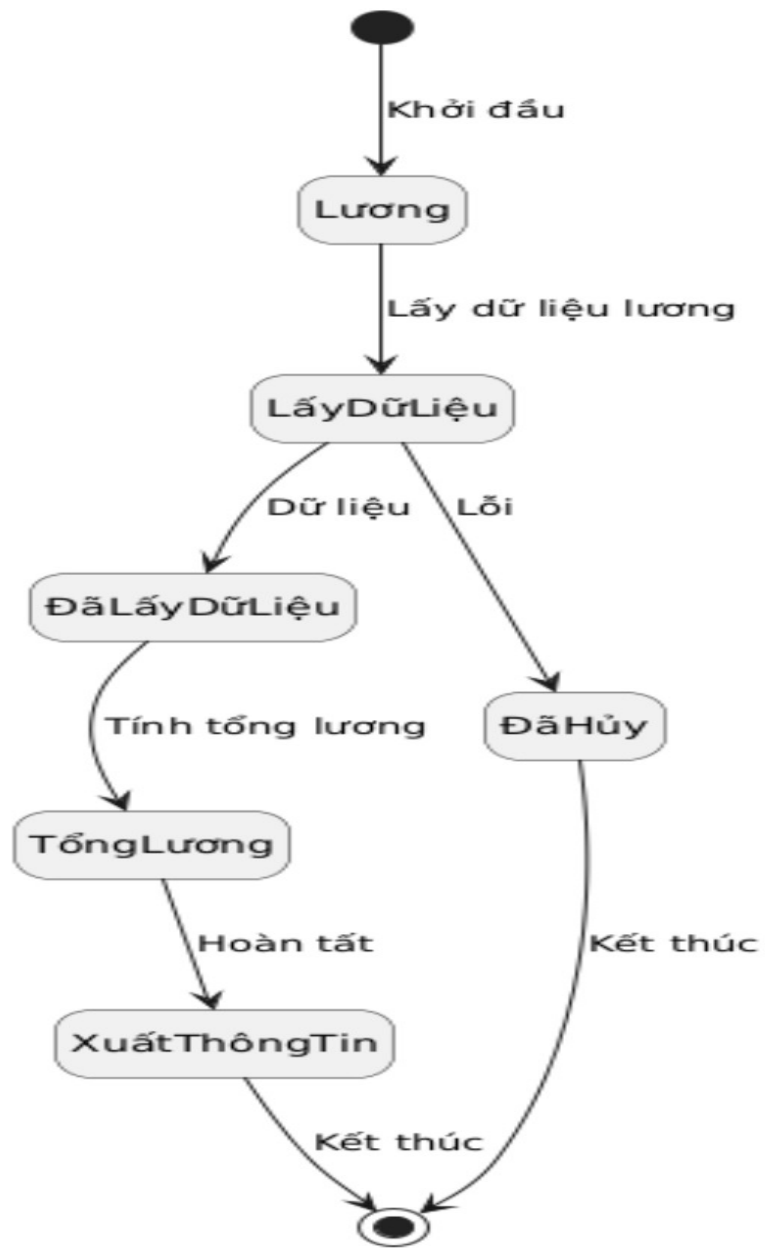 Khởi đầu
Lương
Lấy dữ liệu lương
LấyDữLiệu
Dữ liệu
Lỗi
ĐãLấyDữLiệu
Tính tổng lương
ĐãHủy
TổngLương
Hoàn tất
Kết thúc
XuấtThôngTin
Kết thúc